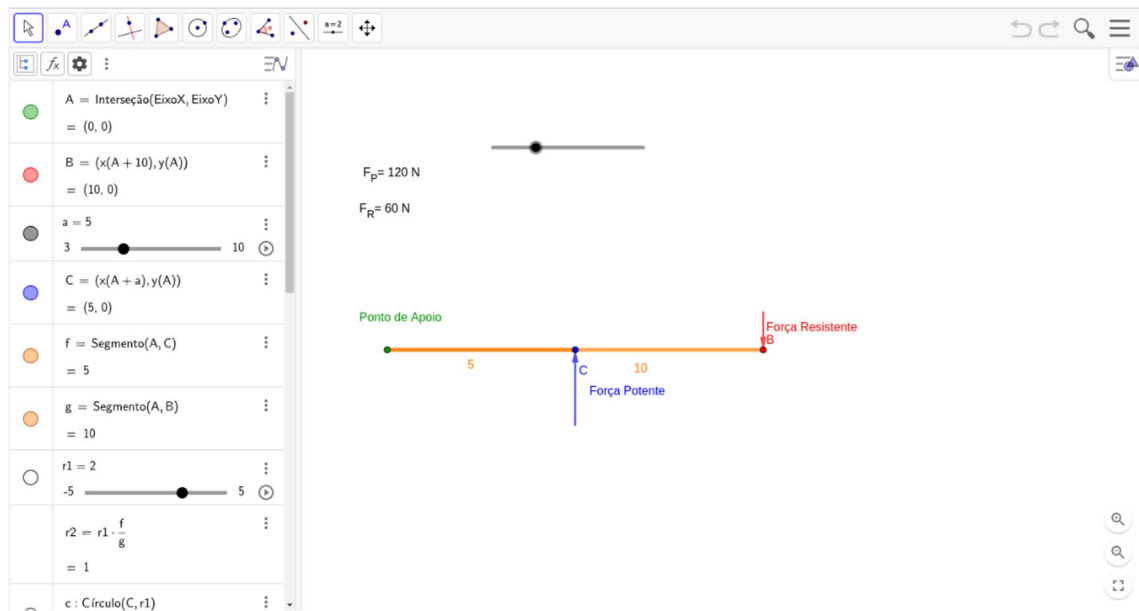 A
a=2
fx
A = Interseção(EixoX, EixoY)
= (0, 0)
B = (x(A + 10), y(A))
= (10, 0)
a = 5
3 10
C = (x(A + a), y(A))
= (5, 0)
f = Segmento(A, C)
= 5
g = Segmento(A, B)
= 10
r1 = 2
-5 5
r2 = r1 · f/g
= 1
c : Círculo(C, r1)
FP= 120 N
FR= 60 N
Ponto de Apoio
Força Resistente
B
5
C
10
Força Potente